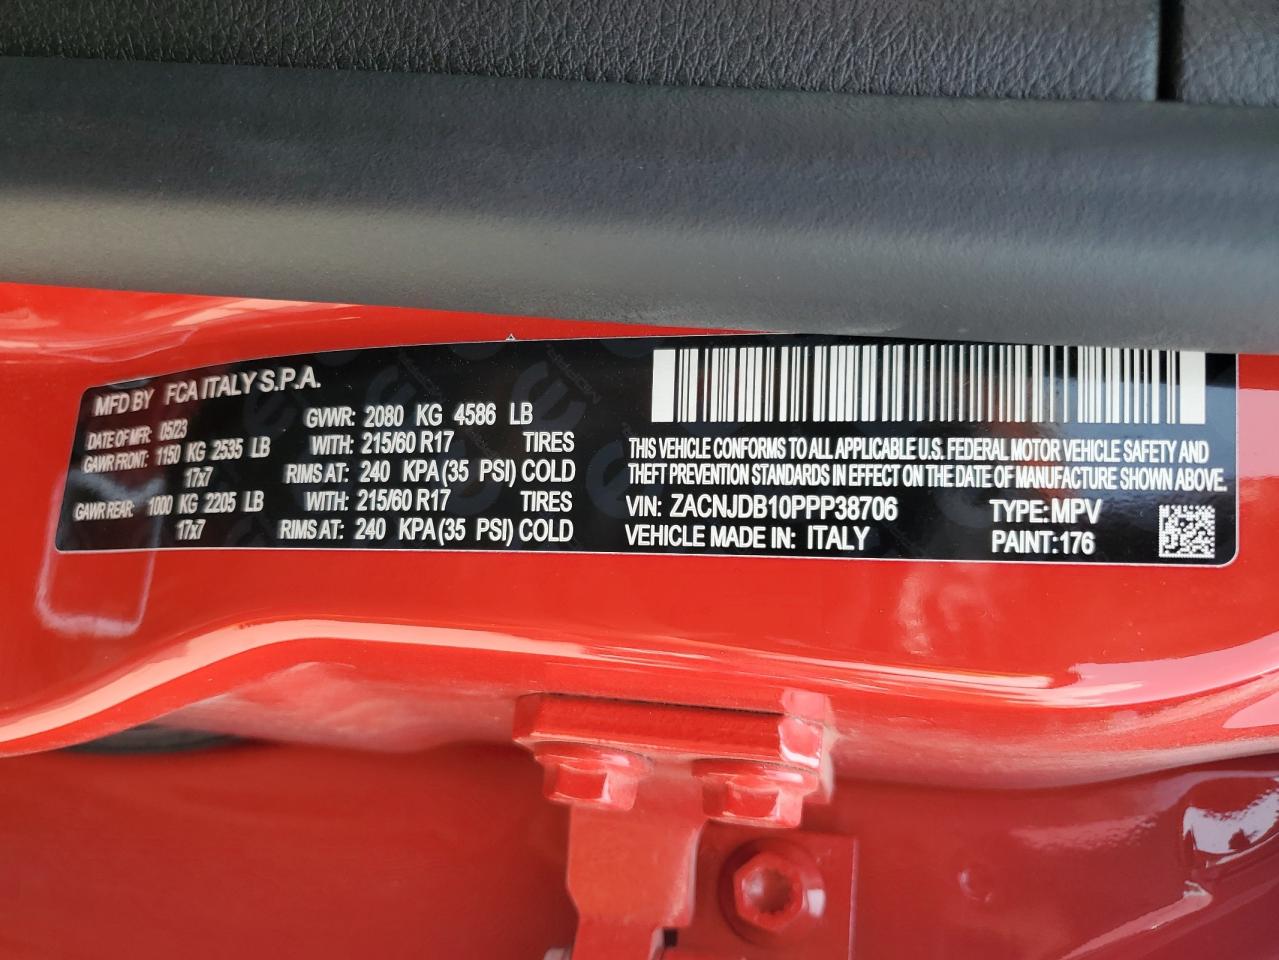 MFD BY FCA ITALY S.P.A.
DATE OF MFR: 05/23 GVWR: 2080 KG 4586 LB
GAWR FRONT: 1150 KG 2535 LB WITH: 215/60 R17 TIRES
17x7 RIMS AT: 240 KPA (35 PSI) COLD
GAWR REAR: 1000 KG 2205 LB WITH: 215/60 R17 TIRES
17x7 RIMS AT: 240 KPA (35 PSI) COLD
THIS VEHICLE CONFORMS TO ALL APPLICABLE U.S. FEDERAL MOTOR VEHICLE SAFETY AND
THEFT PREVENTION STANDARDS IN EFFECT ON THE DATE OF MANUFACTURE SHOWN ABOVE.
VIN: ZACNJDB10PPP38706 TYPE: MPV
VEHICLE MADE IN: ITALY PAINT: 176